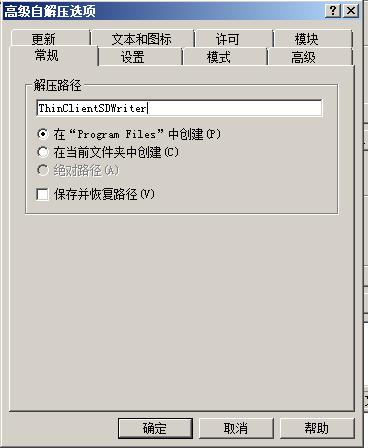 高级自解压选项
更新 文本和图标 许可 模块
常规 设置 模式 高级
解压路径
ThinClientSDWriter
在“Program Files”中创建(P)
在当前文件夹中创建(C)
绝对路径(A)
保存并恢复路径(V)
确定 取消 帮助